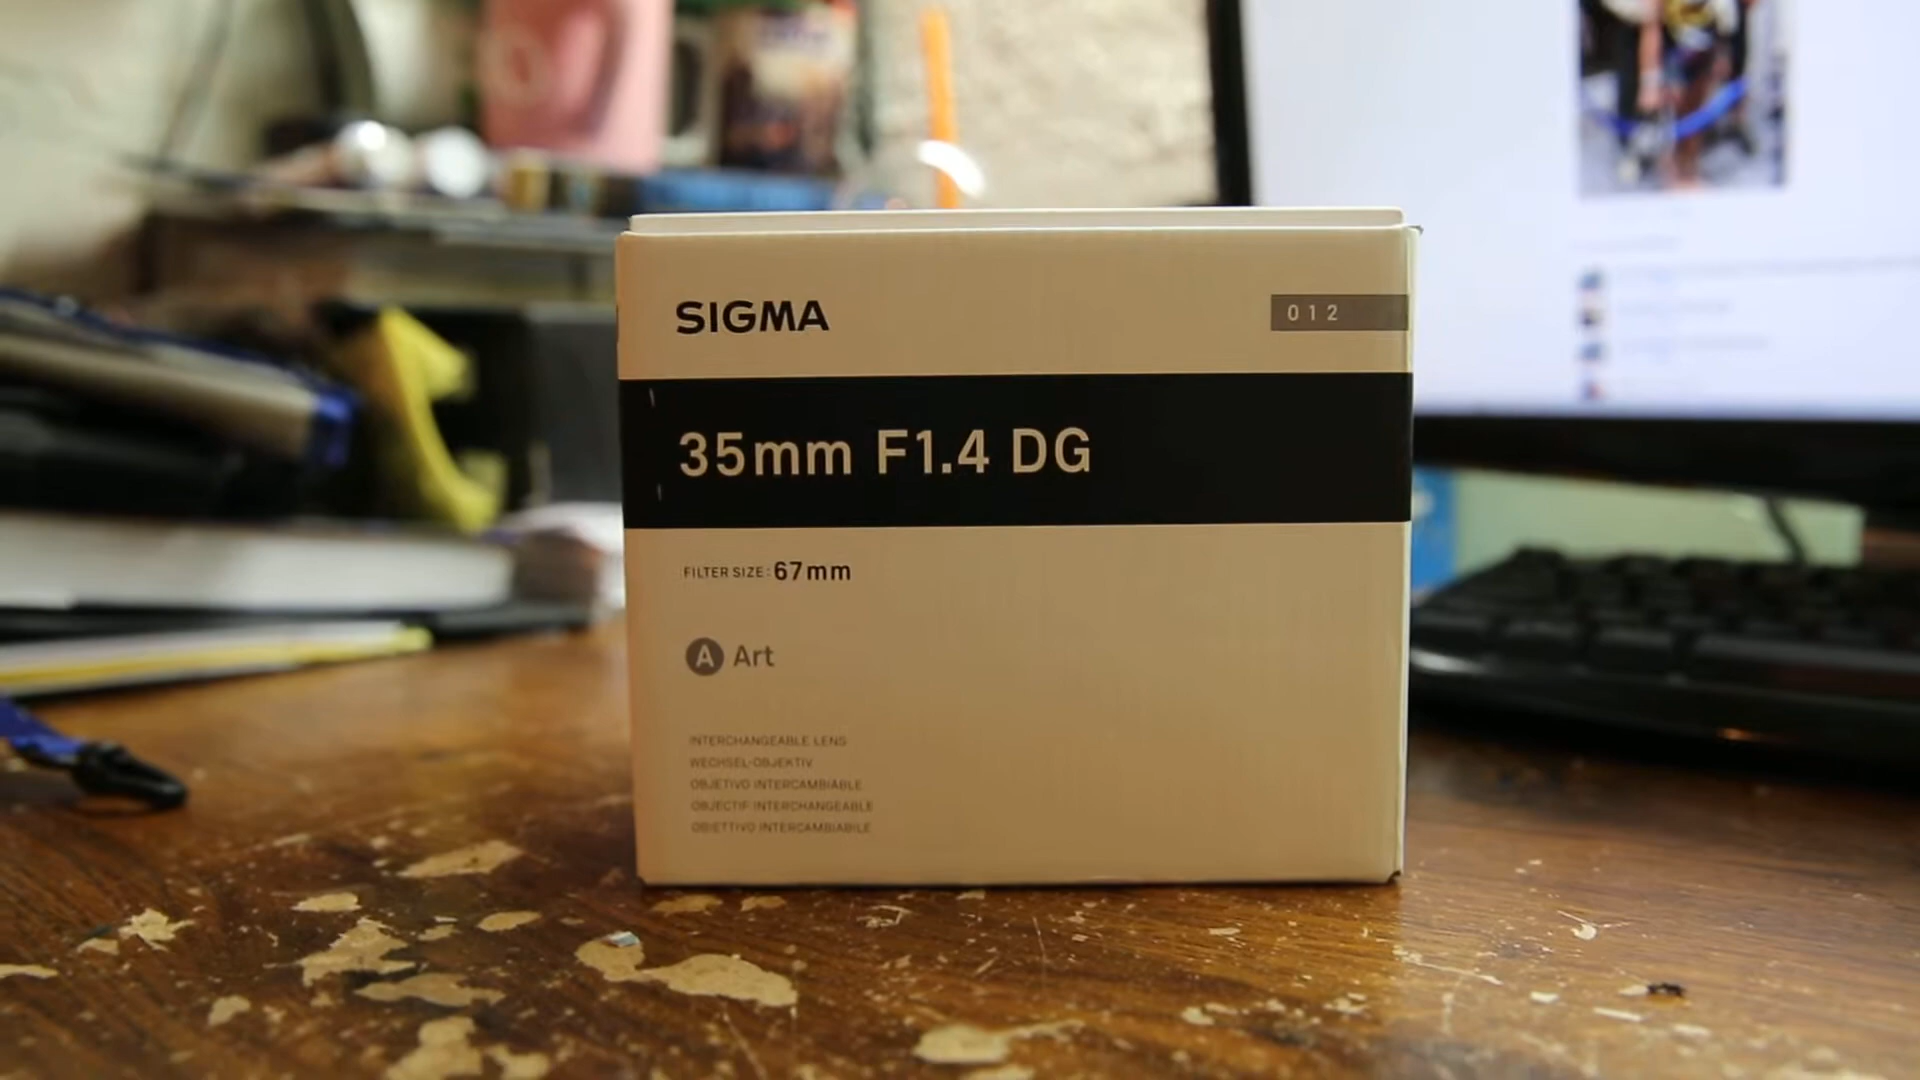 SIGMA
012
35mm F1.4 DG
FILTER SIZE: 67mm
A Art
INTERCHANGEABLE LENS
WECHSEL-OBJEKTIV
OBJETIVO INTERCAMBIABLE
OBJECTIF INTERCHANGEABLE
OBIETTIVO INTERCAMBIABILE